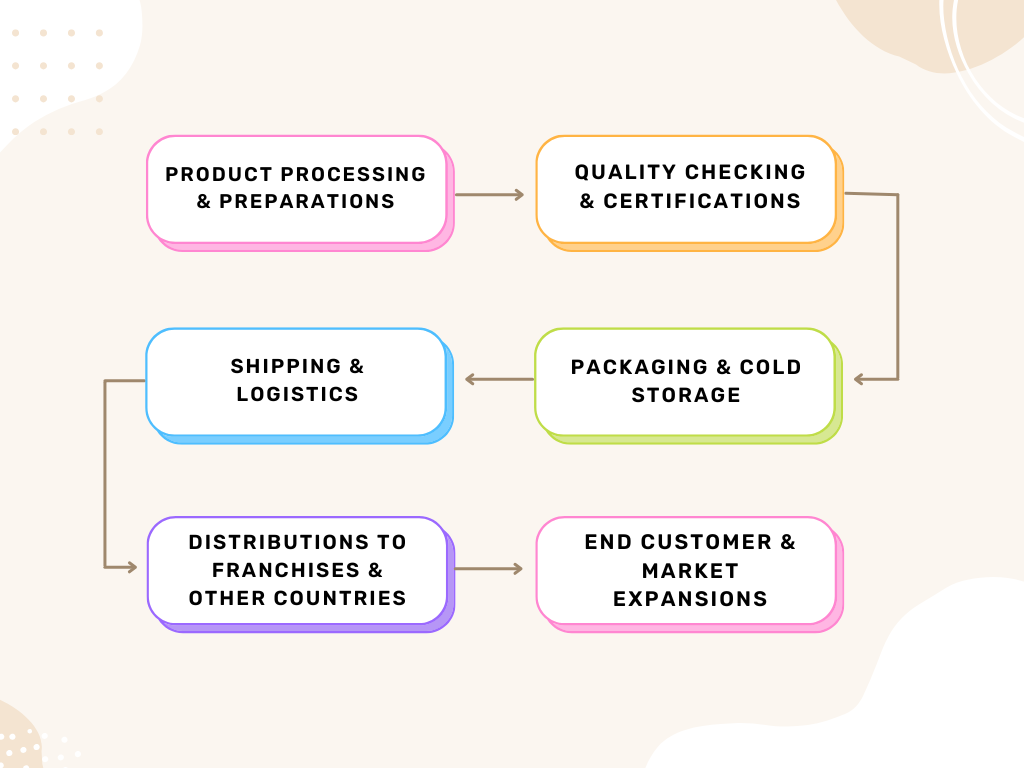 PRODUCT PROCESSING
& PREPARATIONS
QUALITY CHECKING
& CERTIFICATIONS
PACKAGING & COLD
STORAGE
SHIPPING &
LOGISTICS
DISTRIBUTIONS TO
FRANCHISES &
OTHER COUNTRIES
END CUSTOMER &
MARKET
EXPANSIONS